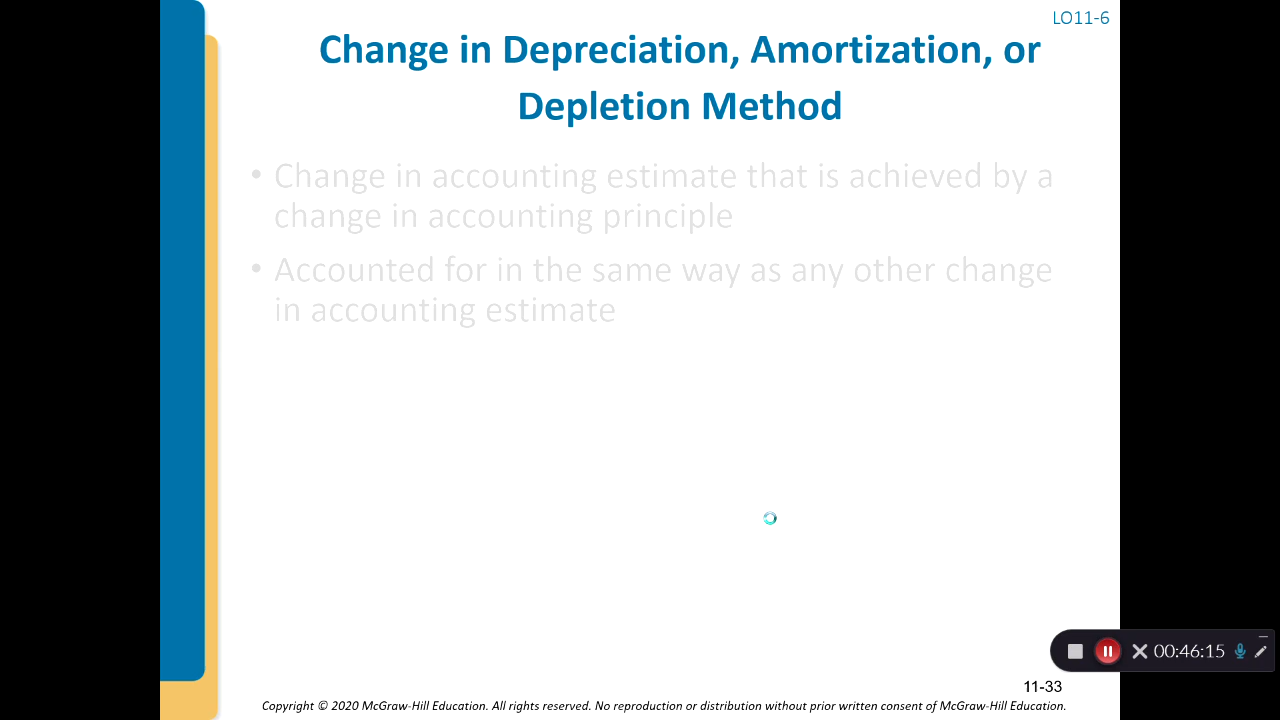 LO11-6
Change in Depreciation, Amortization, or
Depletion Method
• Change in accounting estimate that is achieved by a
change in accounting principle
• Accounted for in the same way as any other change
in accounting estimate
00:46:15
11-33
Copyright © 2020 McGraw-Hill Education. All rights reserved. No reproduction or distribution without prior written consent of McGraw-Hill Education.